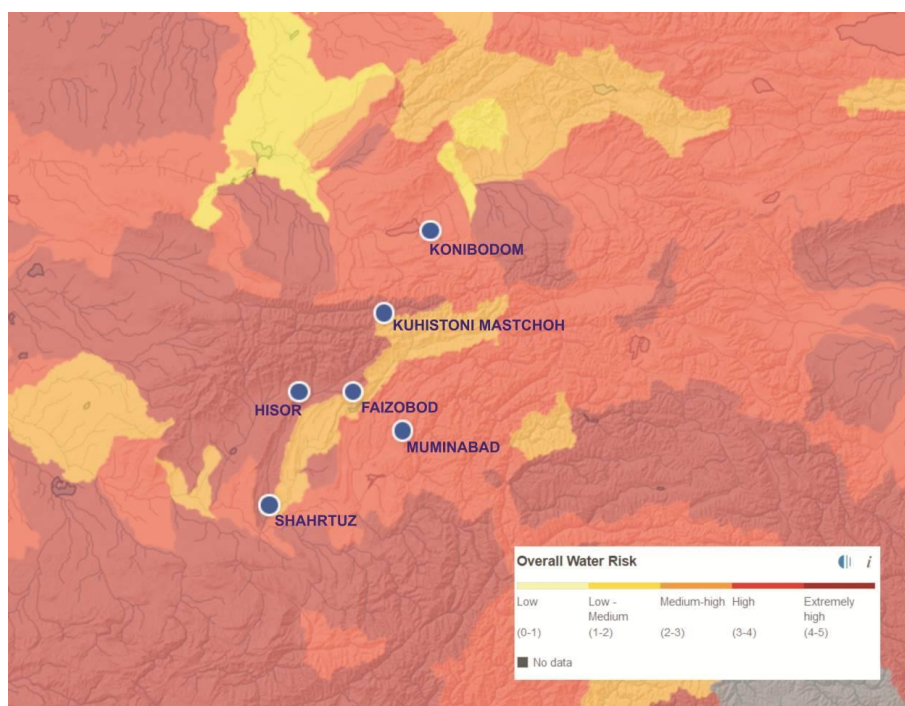 KONIBODOM
KUHISTONI MASTCHOH
HISOR
FAIZOBOD
MUMINABAD
SHAHRTUZ
Overall Water Risk
i
Low
Low -
Medium
Medium-high
High
Extremely
high
(0-1)
(1-2)
(2-3)
(3-4)
(4-5)
No data